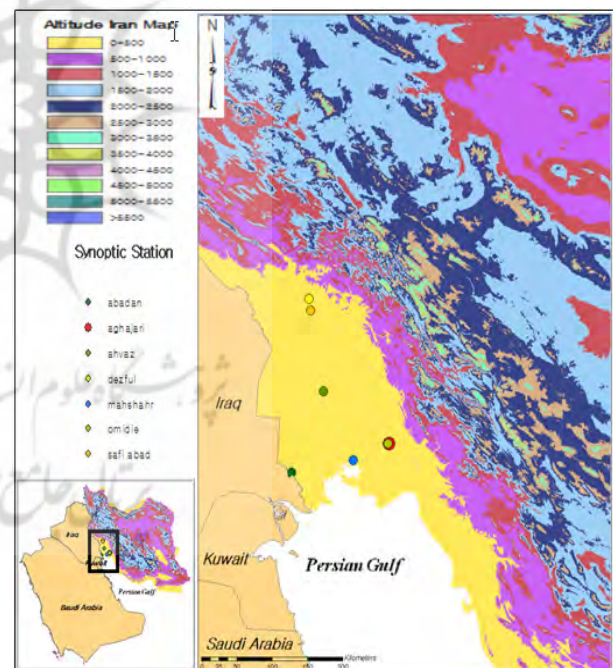 Altitude Iran Map
0-500
500-1000
1000-1500
1500-2000
2000-2500
2500-3000
3000-3500
3500-4000
4000-4500
4500-5000
5000-5500
>5500
Synoptic Station
abadan
aghajari
ahvaz
dezful
mahshahr
omidie
safi abad
N
Iraq
Kuwait
Saudi Arabia
Persian Gulf
Kilometers
Iraq
Kuwait
Saudi Arabia
Persian Gulf